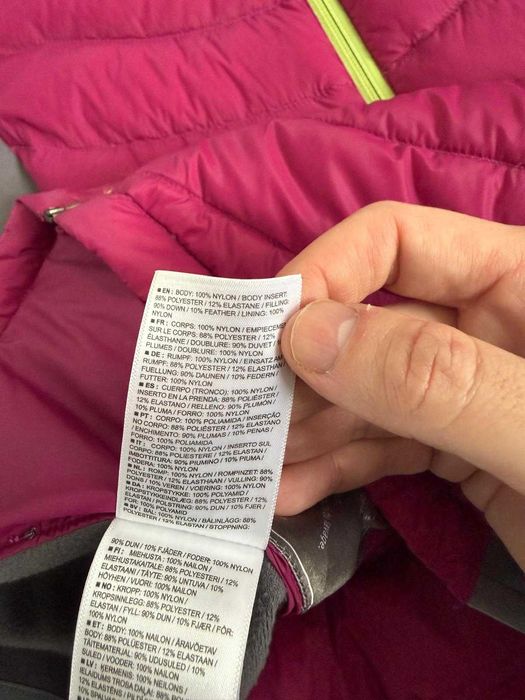 ■ EN : BODY: 100% NYLON / BODY INSERT:
88% POLYESTER / 12% ELASTANE / FILLING:
90% DOWN / 10% FEATHER / LINING: 100%
NYLON
■ FR : CORPS: 100% NYLON / EMPIECEME
SUR LE CORPS: 88% POLYESTER / 12%
ÉLASTHANE / DOUBLURE: 90% DUVET /
PLUMES / DOUBLURE: 100% NYLON
■ DE : RUMPF: 100% NYLON / EINSATZ AM
RUMPF: 88% POLYESTER / 12% ELASTHAN
FUELLUNG: 90% DAUNEN / 10% FEDERN /
FUTTER: 100% NYLON
■ ES : CUERPO (TRONCO): 100% NYLON /
INSERTO EN LA PRENDA: 88% POLIÉSTER /
12% ELASTANO / RELLENO: 90% PLUMÓN /
10% PLUMA / FORRO: 100% NYLON
■ PT : CORPO: 100% POLIAMIDA / INSERÇÃO
NO CORPO: 88% POLIÉSTER / 12% ELASTANO
/ ENCHIMENTO: 90% PLUMAS / 10% PENAS /
FORRO: 100% POLIAMIDA
■ IT : CORPO: 100% NYLON / INSERTO SUL
CORPO: 88% POLIESTERE / 12% ELASTAN /
IMBOTTITURA: 90% PIUMINO / 10% PIUMA /
FODERA: 100% NYLON
■ NL : ROMP: 100% NYLON / ROMPINZET: 88%
POLYESTER / 12% ELASTHAAN / VULLING: 90%
DONS / 10% VEREN / VOERING: 100% NYLON
■ DA : KROPSTYKKE: 100% POLYAMID /
KROPSTYKKEINDLÆG: 88% POLYESTER / 12%
ELASTAN / POLSTRING: 90% DUN / 10% FJER /
FOR: 100% POLYAMID
■ SV : BÅL: 100% NYLON / BÅLINLÄGG: 88%
POLYESTER / 12% ELASTAN / STOPPNING:
90% DUN / 10% FJÄDER / FODER: 100% NYLON
■ FI : MIEHUSTA: 100% NAILON /
MIEHUSTAKAITALE: 88% POLYESTERI / 12%
ELASTAANI / TÄYTE: 90% UNTUVA / 10%
HÖYHEN / VUORI: 100% NAILON
■ NO : KROPP: 100% NYLON /
KROPSINNLEGG: 88% POLYESTER / 12%
ELASTAN / FYLL: 90% DUN / 10% FJÆR / FÔR:
100% NYLON
■ ET : BODY: 100% NAILON / ÄRAVÕETAV
BODY: 88% POLÜESTER / 12% ELASTAAN /
TÄITEMATERJAL: 90% UDUSULED / 10%
SULED / VOODER: 100% NAILON
■ LV : ĶERMENIS: 100% NEILONS /
IELAIDUMS TROSA DAĻA: 88%
12% ELASTĒNS /
10% SPALVAS